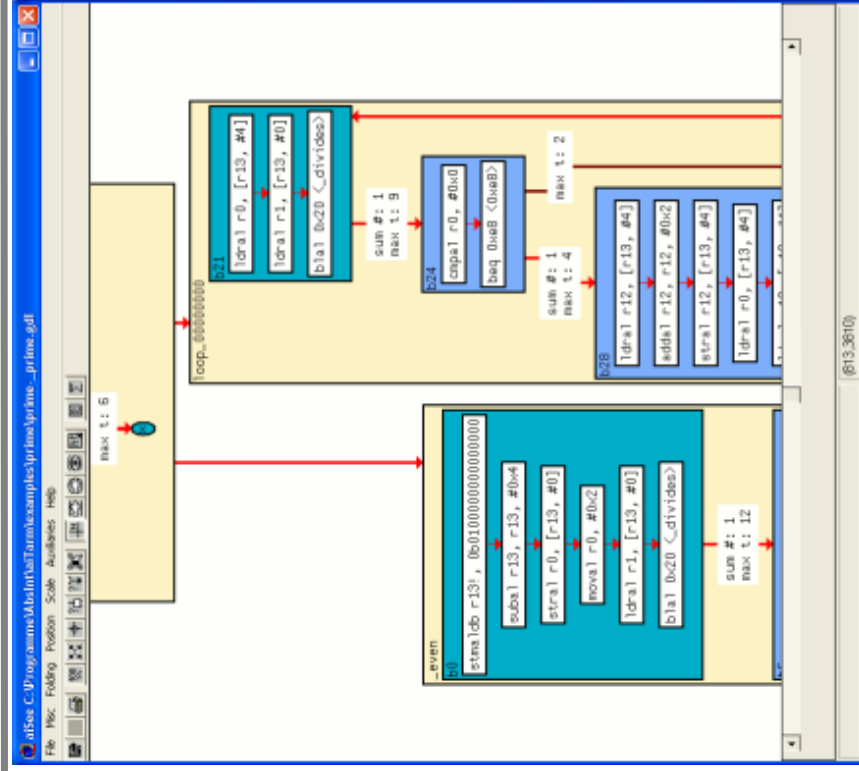 aiSee C:\Programme\AbsInt\aiTarm\examples\prime\prime-_prime.gdl
File Misc Folding Position Scale Auxiliaries Help
max t: 6
_even
b0
stmaldb r13!, 0b0100000000000000
subal r13, r13, #0x4
stral r0, [r13, #0]
moval r0, #0x2
ldral r1, [r13, #0]
blal 0x20 <_divides>
sum #: 1
max t: 12
loop_00000000
b21
ldral r0, [r13, #4]
ldral r1, [r13, #0]
blal 0x20 <_divides>
sum #: 1
max t: 9
b24
cmpal r0, #0x0
beq 0xe8 <0xe8>
sum #: 1
max t: 4
max t: 2
b28
ldral r12, [r13, #4]
addal r12, r12, #0x2
stral r12, [r13, #4]
ldral r0, [r13, #4]
(813,3810)